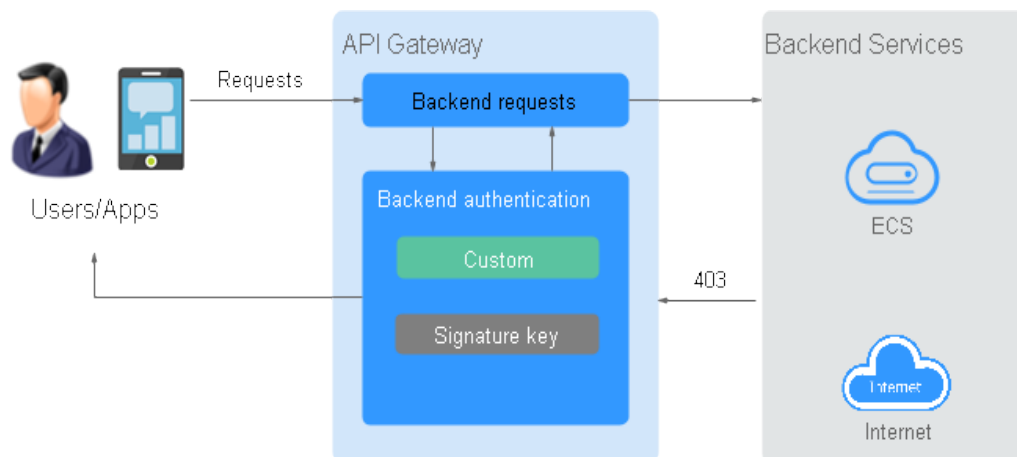 API Gateway
Backend Services
Requests
Backend requests
Users/Apps
Backend authentication
Custom
Signature key
ECS
403
Internet
Internet